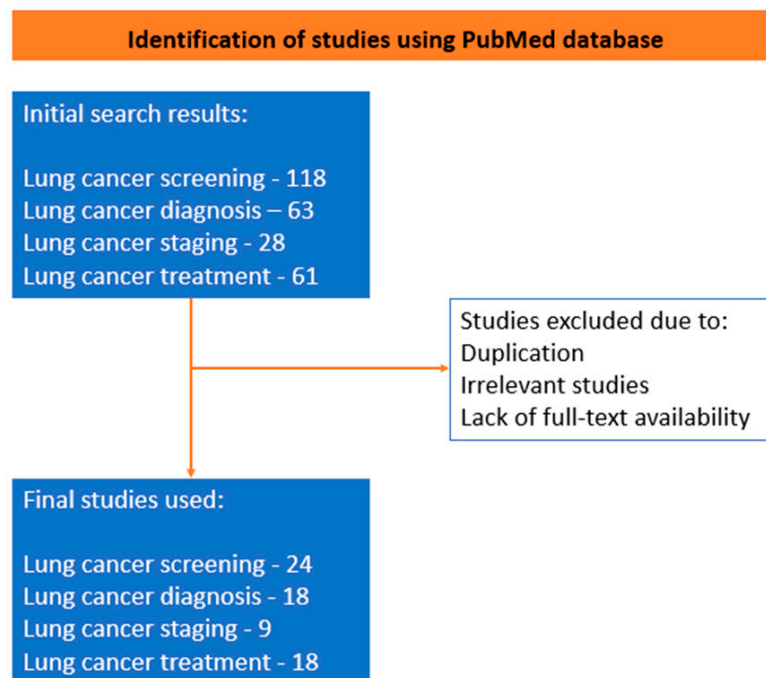 Identification of studies using PubMed database
Initial search results:
Lung cancer screening - 118
Lung cancer diagnosis – 63
Lung cancer staging - 28
Lung cancer treatment - 61
Studies excluded due to:
Duplication
Irrelevant studies
Lack of full-text availability
Final studies used:
Lung cancer screening - 24
Lung cancer diagnosis - 18
Lung cancer staging - 9
Lung cancer treatment - 18